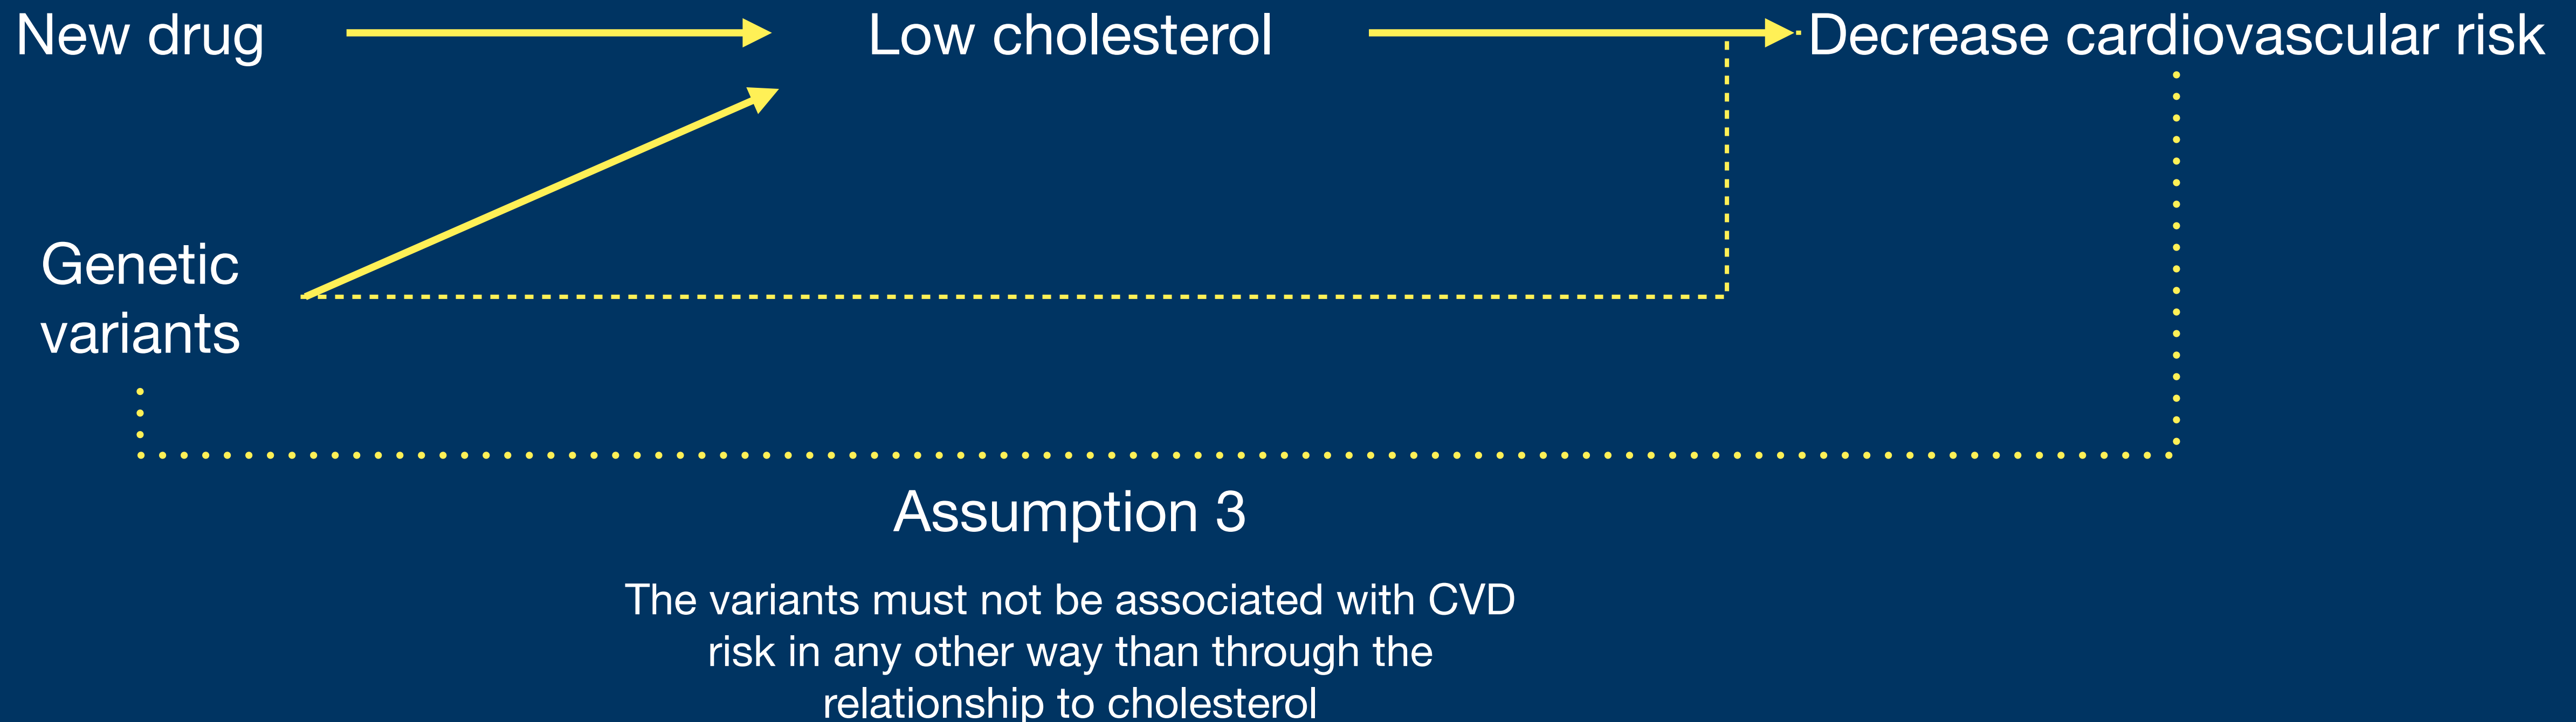 New drug
Low cholesterol
Decrease cardiovascular risk
Genetic
variants
Assumption 3
The variants must not be associated with CVD
risk in any other way than through the
relationship to cholesterol